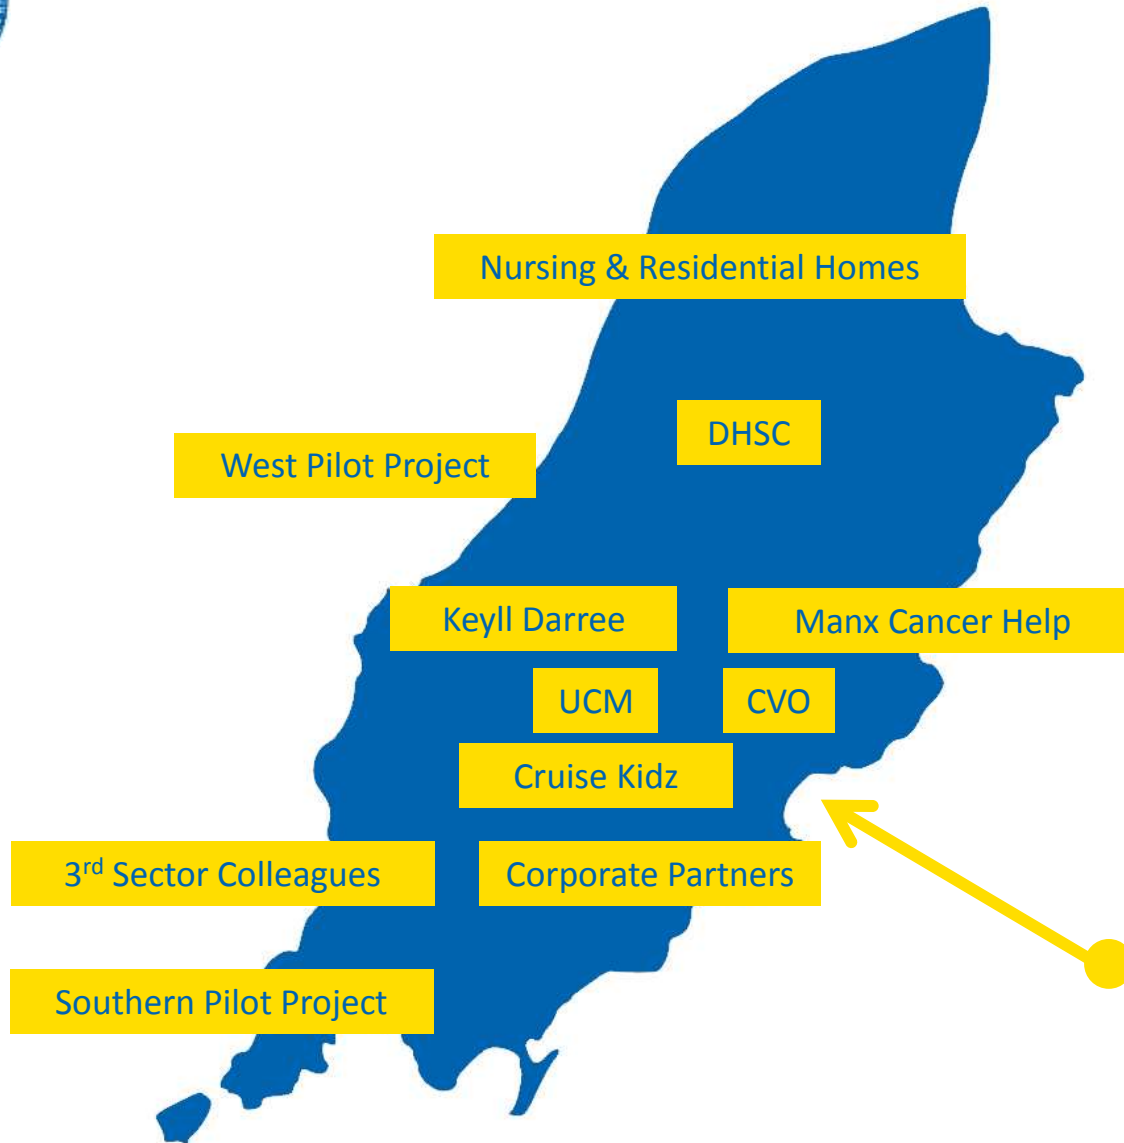 Nursing & Residential Homes
DHSC
West Pilot Project
Keyll Darree
Manx Cancer Help
UCM
CVO
Cruise Kidz
3rd Sector Colleagues
Corporate Partners
Southern Pilot Project